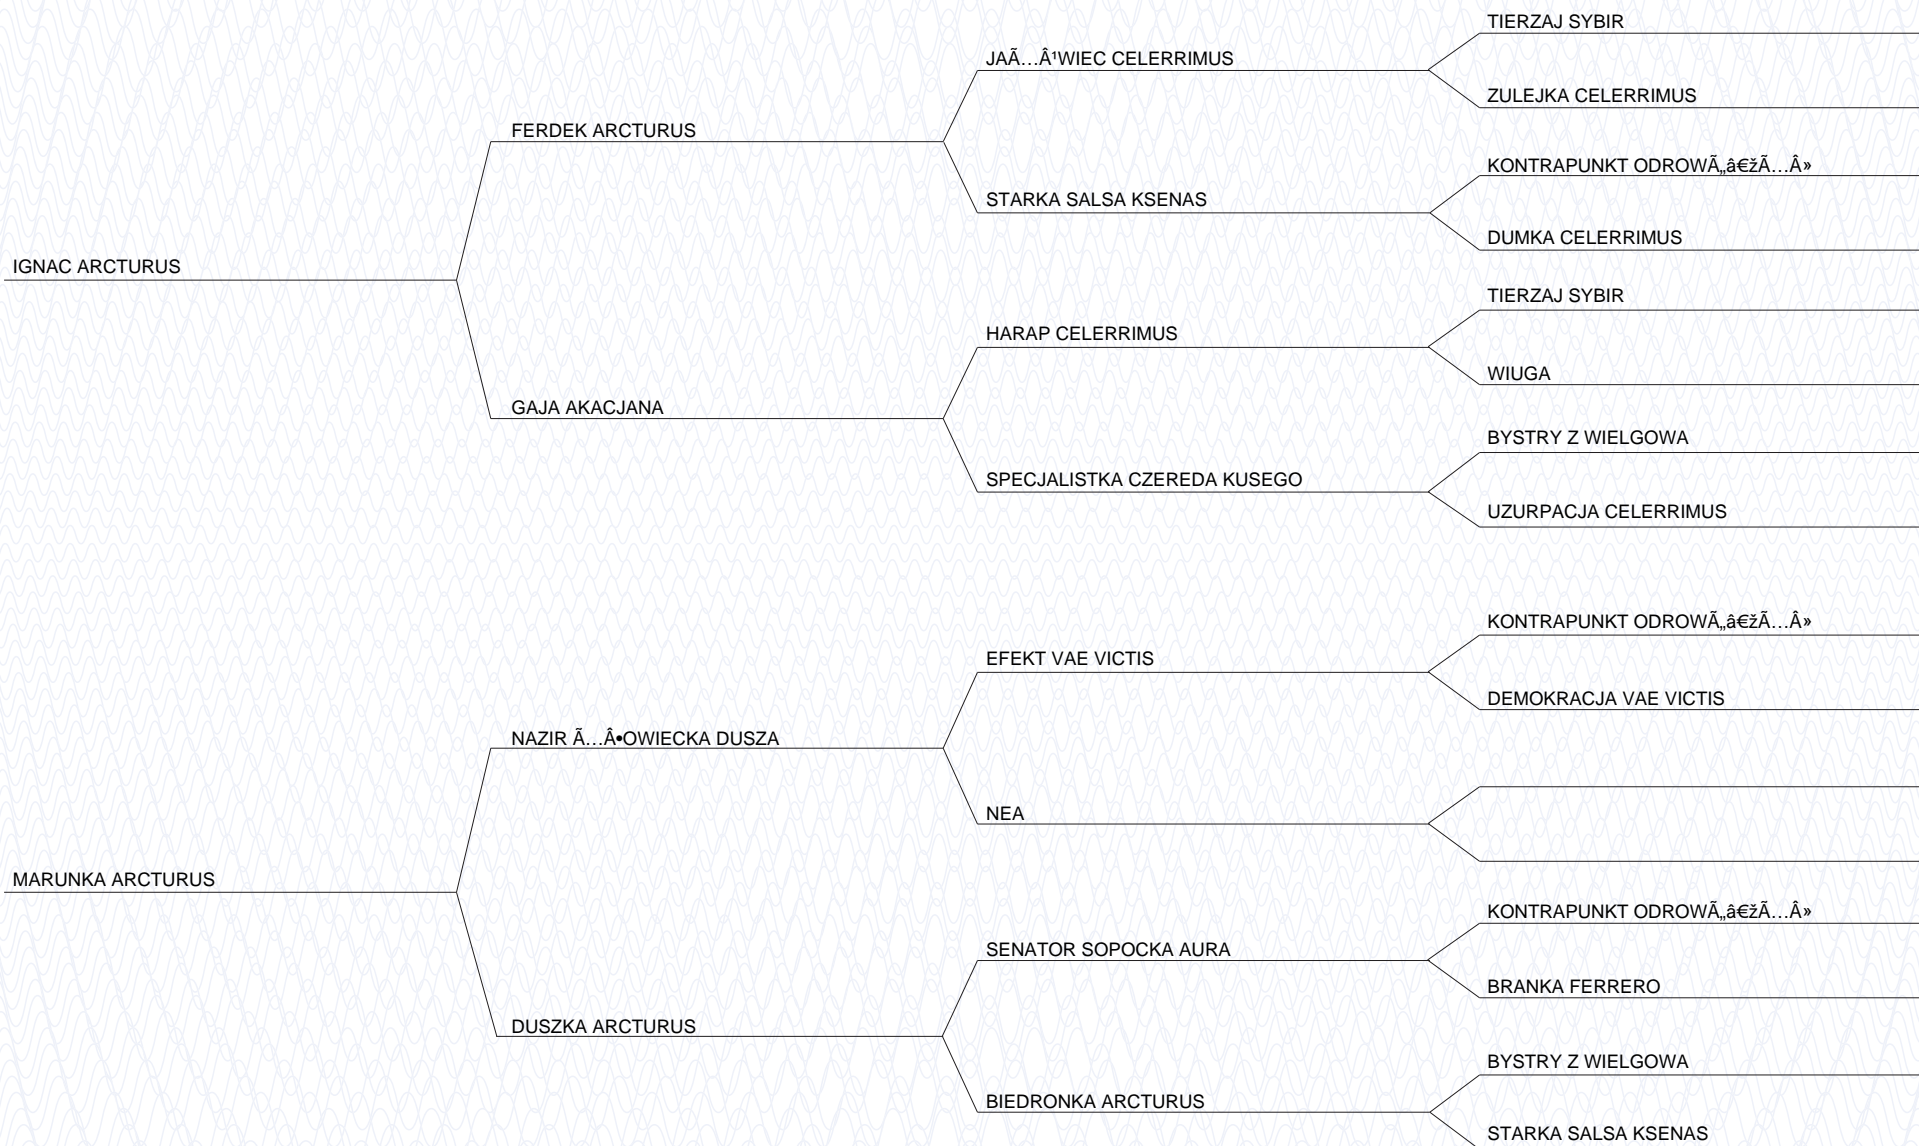 TIERZAJ SYBIR
JAÃ…Â¹WIEC CELERRIMUS
ZULEJKA CELERRIMUS
FERDEK ARCTURUS
KONTRAPUNKT ODROWÃ„â€žÃ…Â»
STARKA SALSA KSENAS
DUMKA CELERRIMUS
IGNAC ARCTURUS
TIERZAJ SYBIR
HARAP CELERRIMUS
WIUGA
GAJA AKACJANA
BYSTRY Z WIELGOWA
SPECJALISTKA CZEREDA KUSEGO
UZURPACJA CELERRIMUS
KONTRAPUNKT ODROWÃ„â€žÃ…Â»
EFEKT VAE VICTIS
DEMOKRACJA VAE VICTIS
NAZIR Ã…Â•OWIECKA DUSZA
NEA
MARUNKA ARCTURUS
KONTRAPUNKT ODROWÃ„â€žÃ…Â»
SENATOR SOPOCKA AURA
BRANKA FERRERO
DUSZKA ARCTURUS
BYSTRY Z WIELGOWA
BIEDRONKA ARCTURUS
STARKA SALSA KSENAS